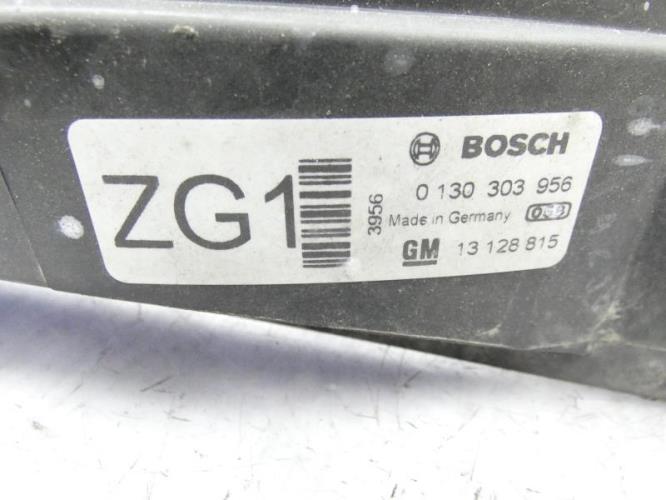 ZG1
3956
BOSCH
0 130 303 956
Made in Germany
GM 13 128 815